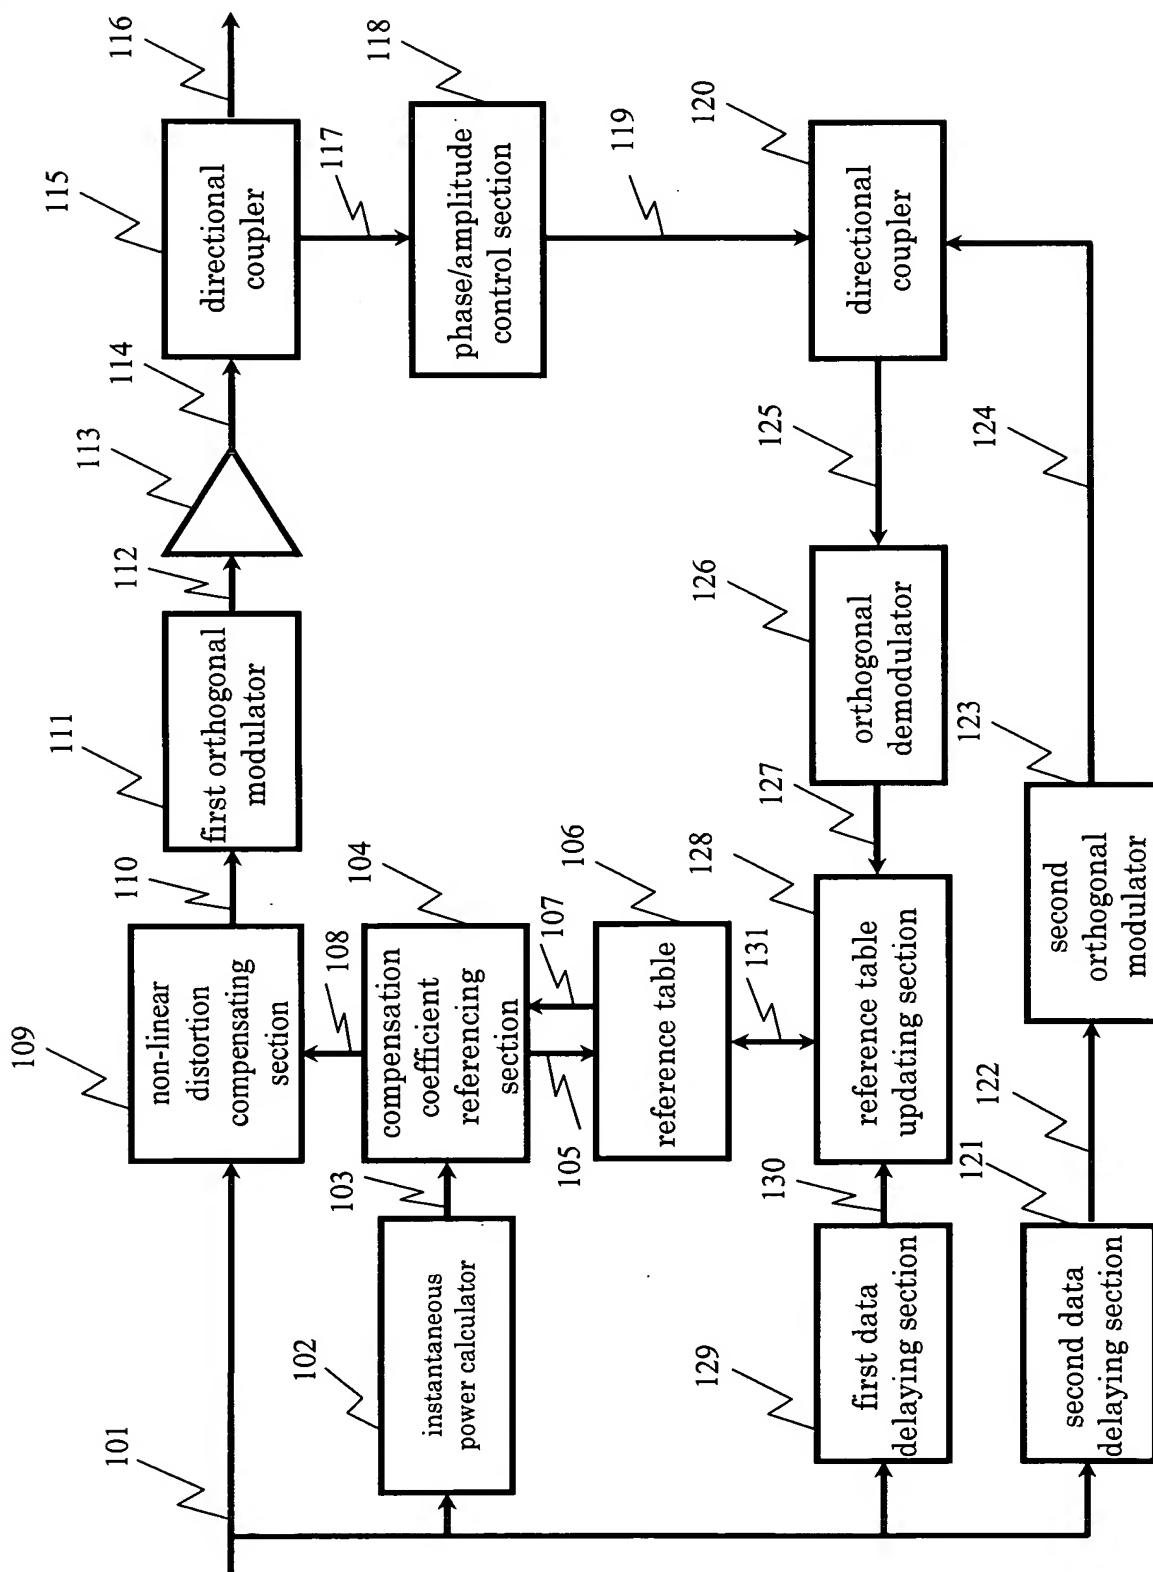 101
109
non-linear
distortion
compensating
section
110
111
first orthogonal
modulator
112
113
114
115
directional
coupler
116
117
102
instantaneous
power calculator
103
104
compensation
coefficient
referencing
section
108
105
107
106
reference table
131
118
phase/amplitude
control section
119
129
first data
delaying section
130
128
reference table
updating section
127
126
orthogonal
demodulator
125
120
directional
coupler
121
second data
delaying section
122
123
second
orthogonal
modulator
124